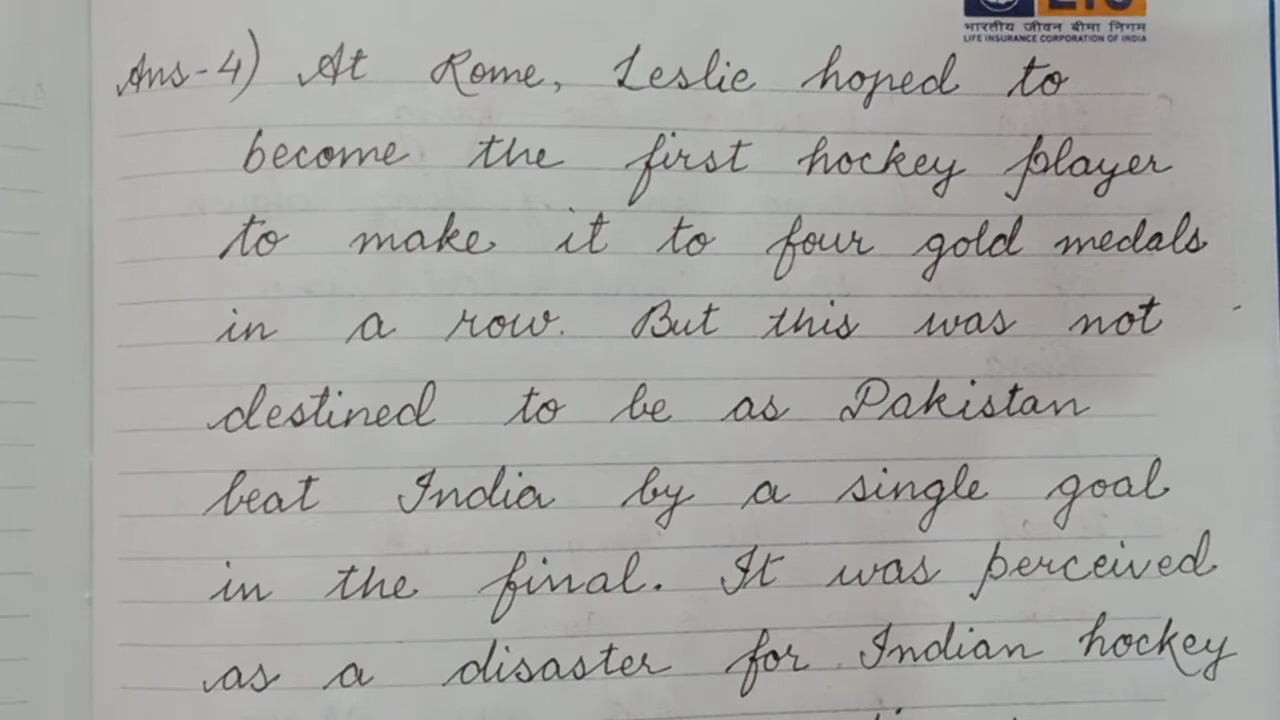 LIC
भारतीय जीवन बीमा निगम
LIFE INSURANCE CORPORATION OF INDIA
Ans-4) At Rome, Leslie hoped to
become the first hockey player
to make it to four gold medals
in a row. But this was not
destined to be as Pakistan
beat India by a single goal
in the final. It was perceived
as a disaster for Indian hockey